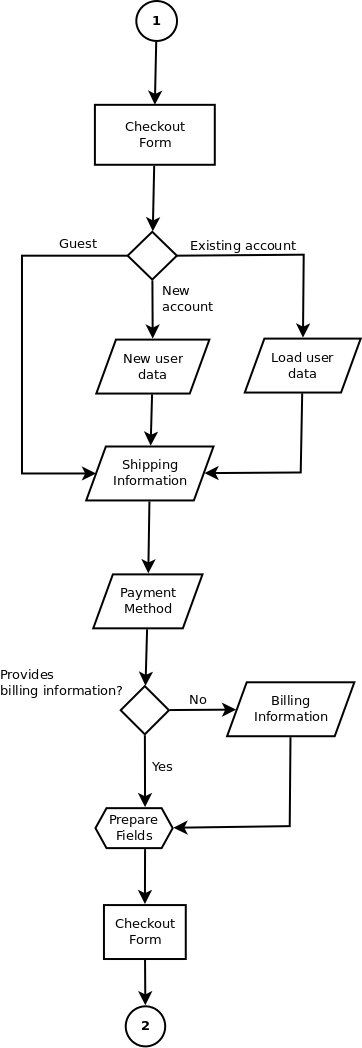 1
Checkout
Form
Guest
Existing account
New
account
New user
data
Load user
data
Shipping
Information
Payment
Method
Provides
billing information?
No
Billing
Information
Yes
Prepare
Fields
Checkout
Form
2